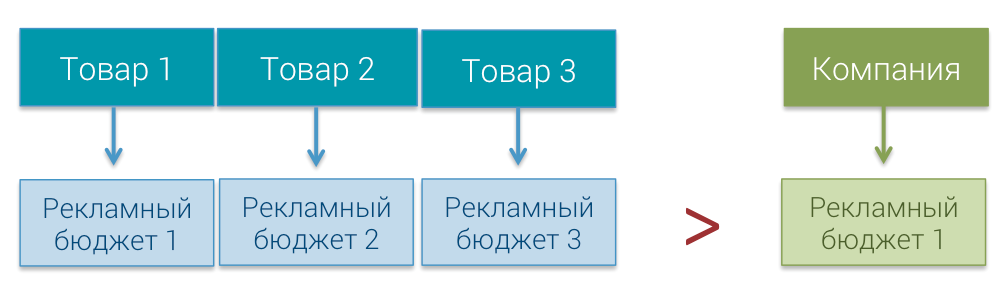 Товар 1
Товар 2
Товар 3
Компания
Рекламный
бюджет 1
Рекламный
бюджет 2
Рекламный
бюджет 3
>
Рекламный
бюджет 1